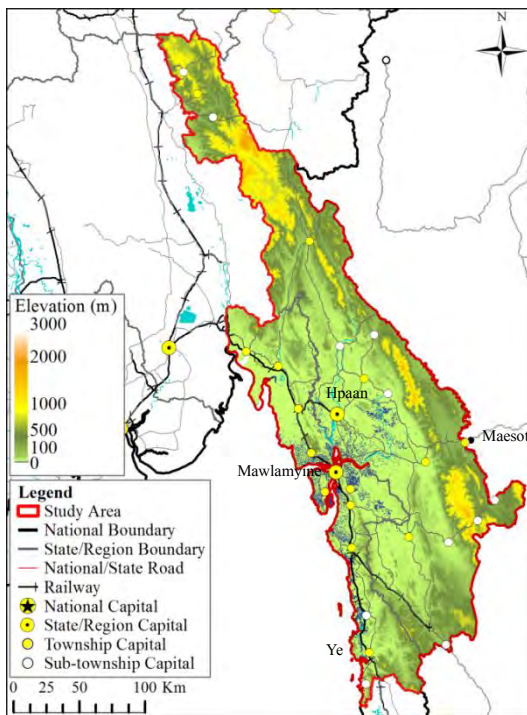 N
Elevation (m)
3000
2000
1000
500
100
0
Hpaan
Maesot
Mawlamyine
Ye
Legend
Study Area
National Boundary
State/Region Boundary
National/State Road
Railway
National Capital
State/Region Capital
Township Capital
Sub-township Capital
0 25 50 100 Km